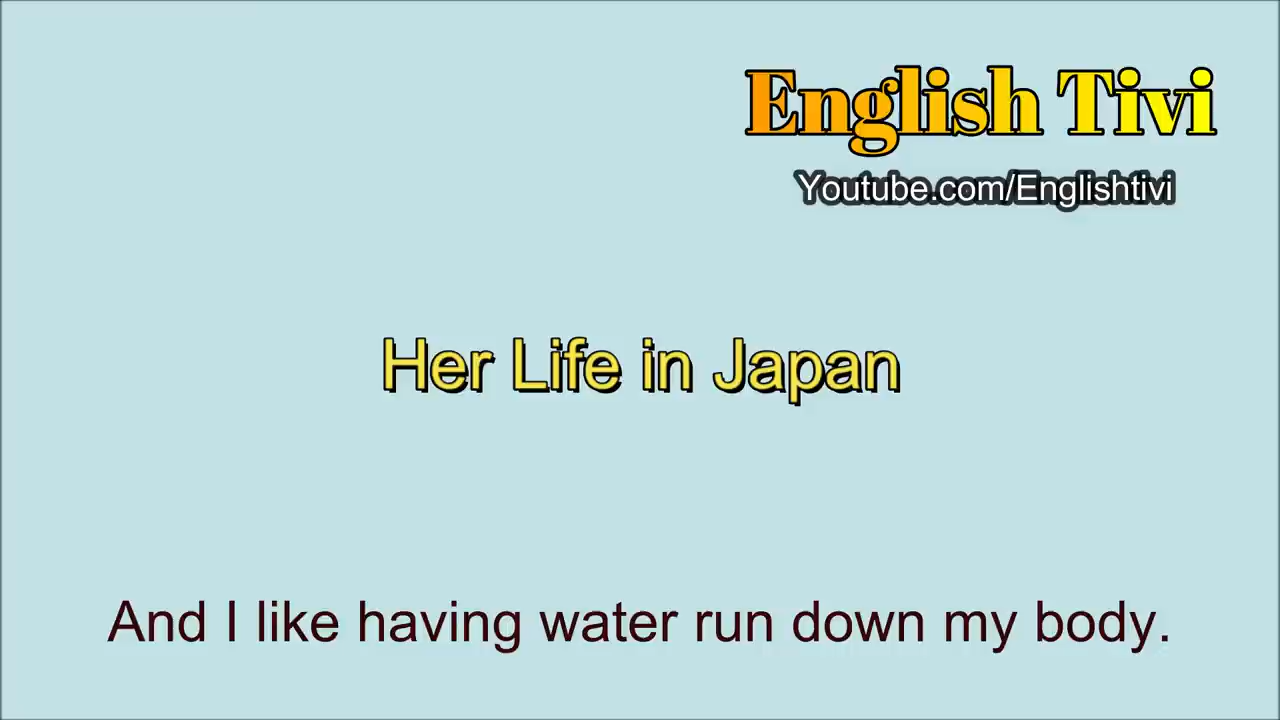 English Tivi
Youtube.com/Englishtivi
Her Life in Japan
And I like having water run down my body.